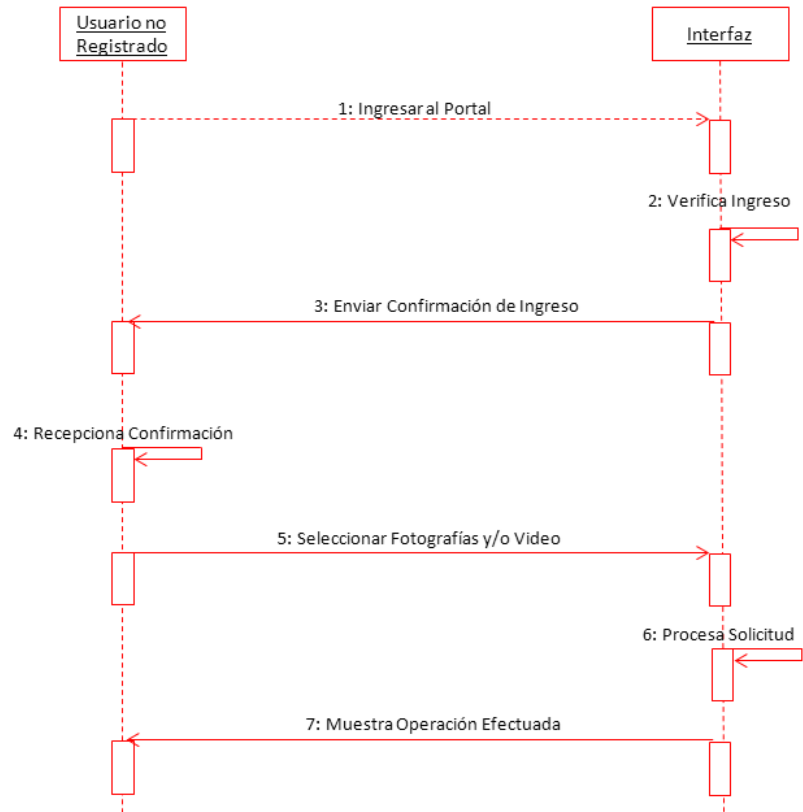 Usuario no
Registrado
Interfaz
1: Ingresar al Portal
2: Verifica Ingreso
3: Enviar Confirmación de Ingreso
4: Recepciona Confirmación
5: Seleccionar Fotografías y/o Video
6: Procesa Solicitud
7: Muestra Operación Efectuada